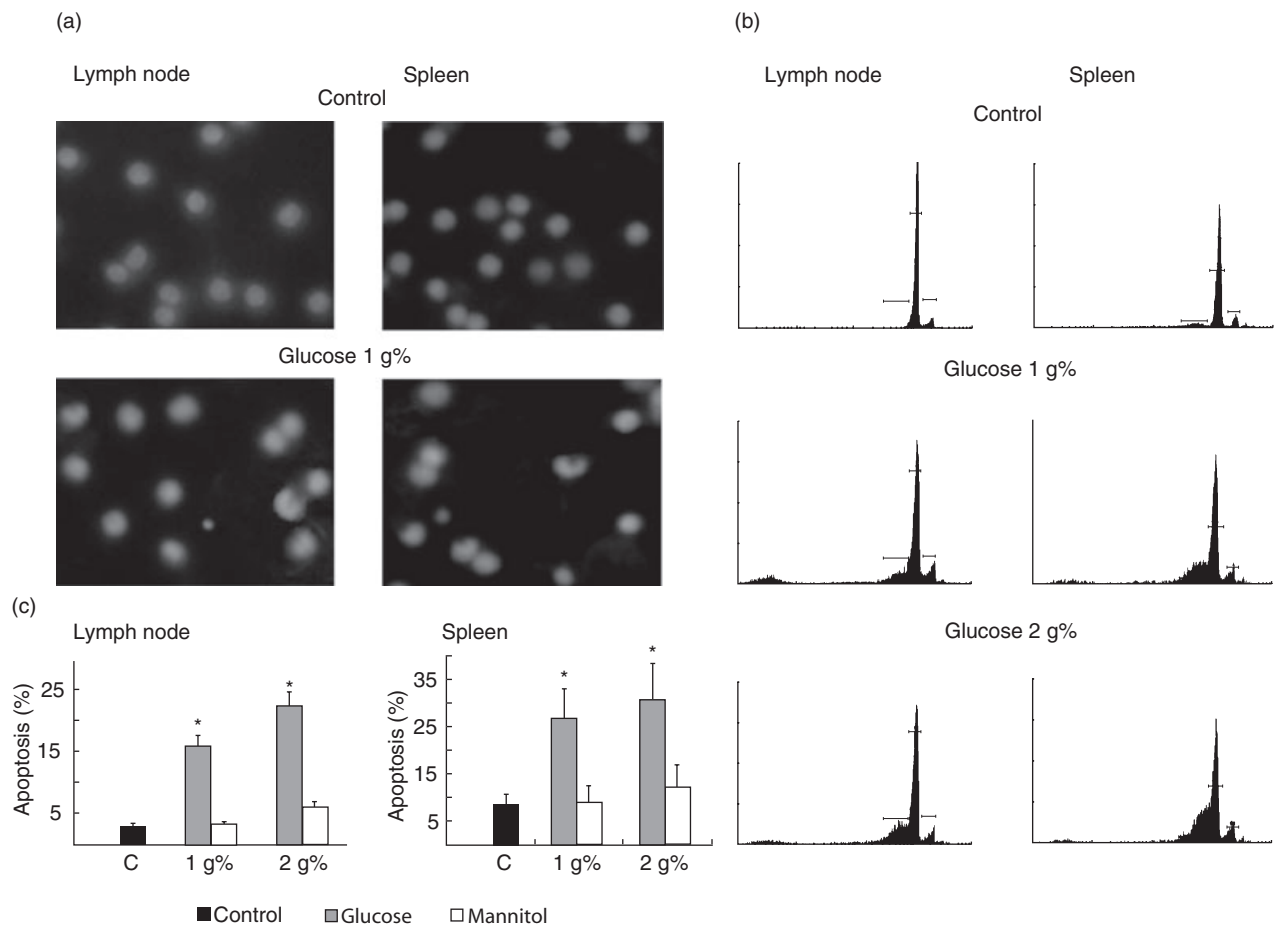 (a)
Lymph node
Spleen
Control
Glucose 1 g%
(b)
Lymph node
Spleen
Control
Glucose 1 g%
Glucose 2 g%
(c)
Lymph node
Apoptosis (%)
25
15
5
*
*
C
1 g%
2 g%
Spleen
Apoptosis (%)
35
25
15
5
*
*
C
1 g%
2 g%
Control
Glucose
Mannitol